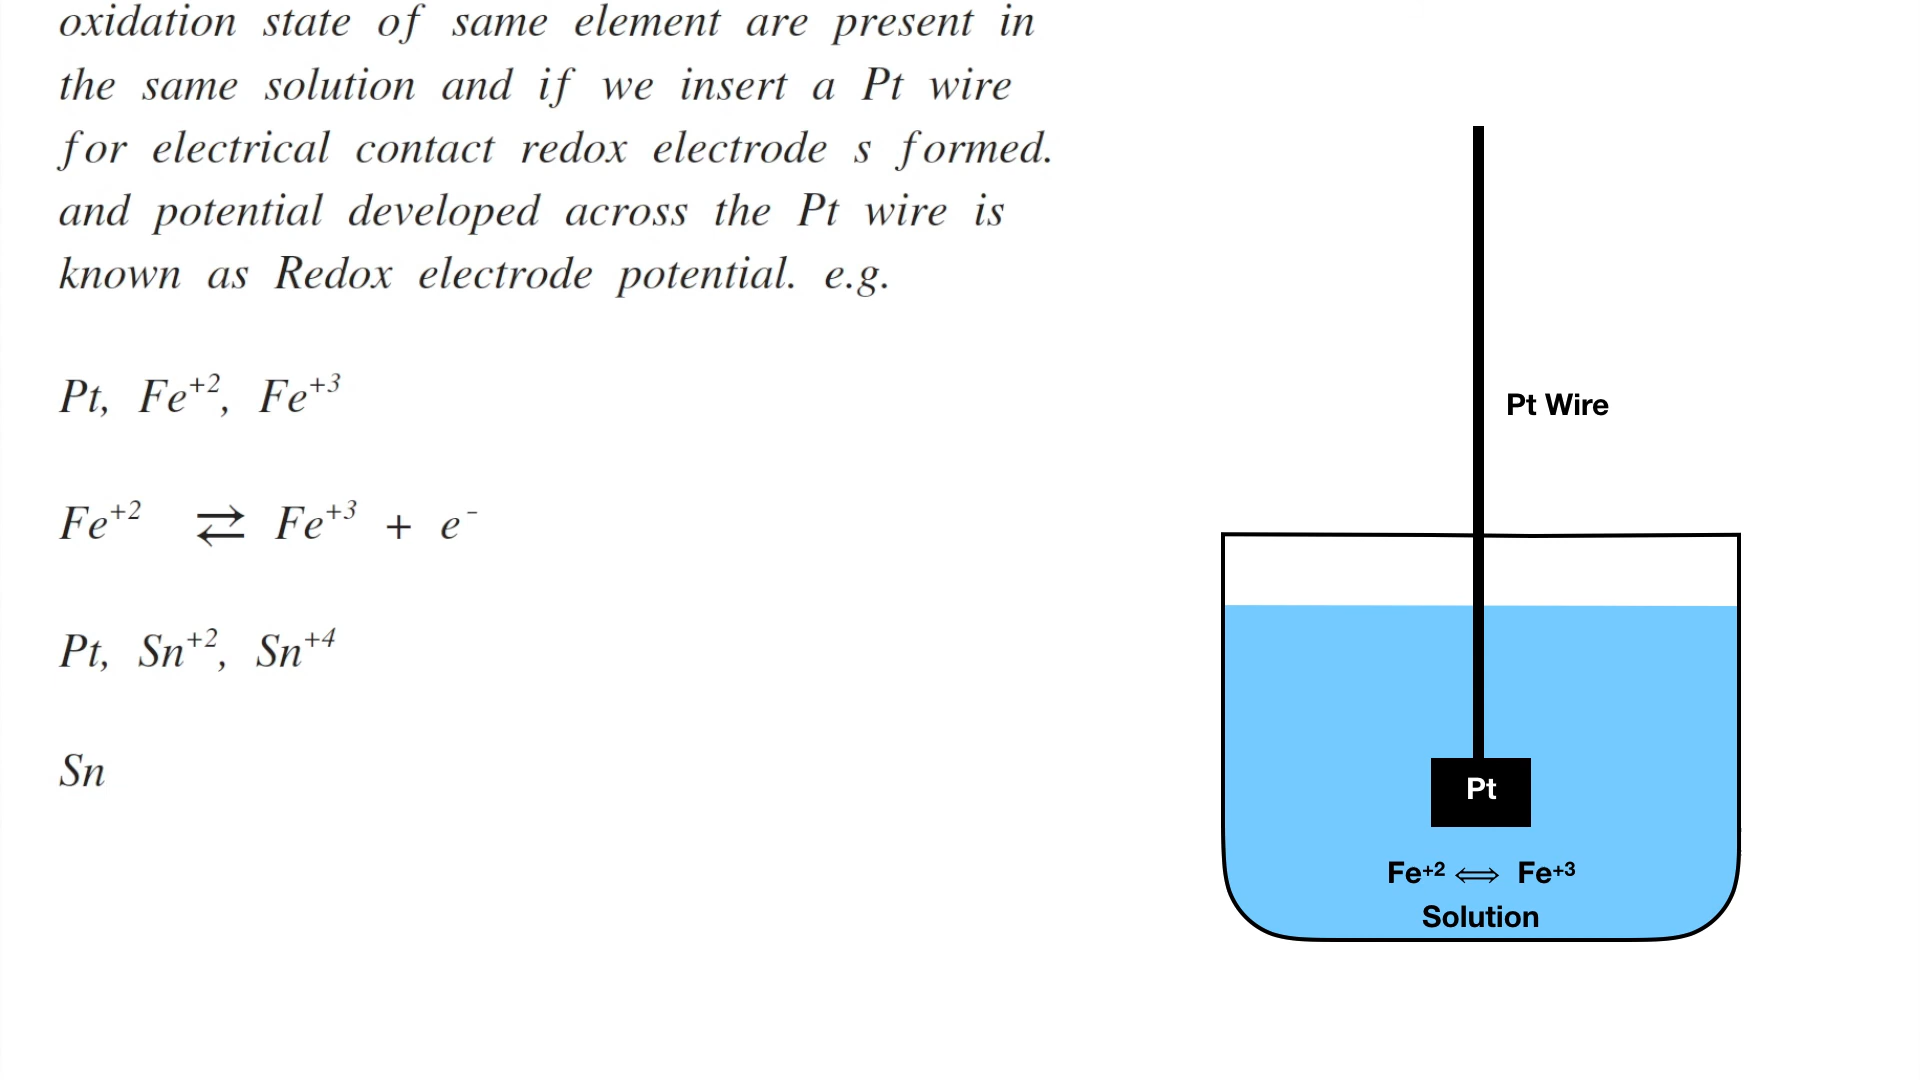 oxidation state of same element are present in
the same solution and if we insert a Pt wire
for electrical contact redox electrode s formed.
and potential developed across the Pt wire is
known as Redox electrode potential. e.g.
Pt, Fe⁺², Fe⁺³
Fe⁺² ⇄ Fe⁺³ + e⁻
Pt, Sn⁺², Sn⁺⁴
Sn
Pt Wire
Pt
Fe⁺² ⟺ Fe⁺³
Solution